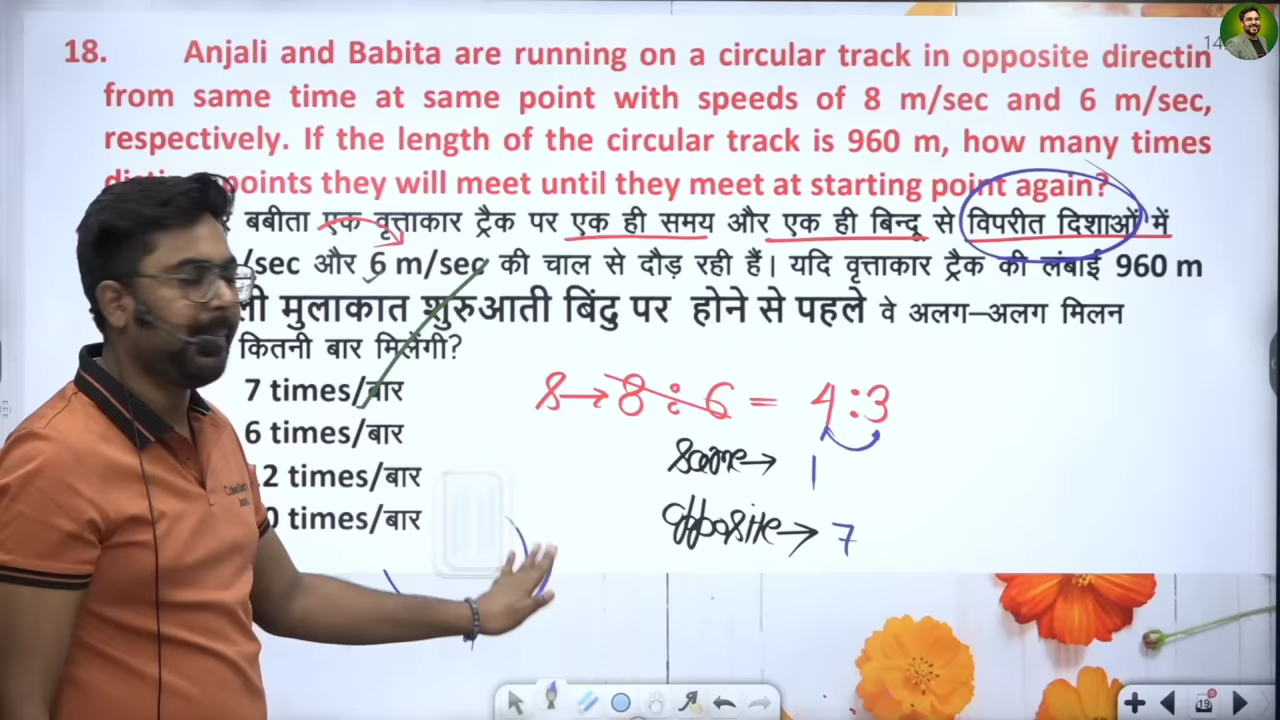 18. Anjali and Babita are running on a circular track in opposite directin
from same time at same point with speeds of 8 m/sec and 6 m/sec,
respectively. If the length of the circular track is 960 m, how many times
points they will meet until they meet at starting point again?
बबीता एक वृत्ताकार ट्रैक पर एक ही समय और एक ही बिन्दू से विपरीत दिशाओं में
/sec और 6 m/sec की चाल से दौड़ रही हैं। यदि वृत्ताकार ट्रैक की लंबाई 960 m
मुलाकात शुरुआती बिंदु पर होने से पहले वे अलग–अलग मिलन
कितनी बार मिलेंगी?
7 times/बार
6 times/बार
2 times/बार
0 times/बार
S→8:6 = 4:3
Same→ 1
opposite→ 7
19